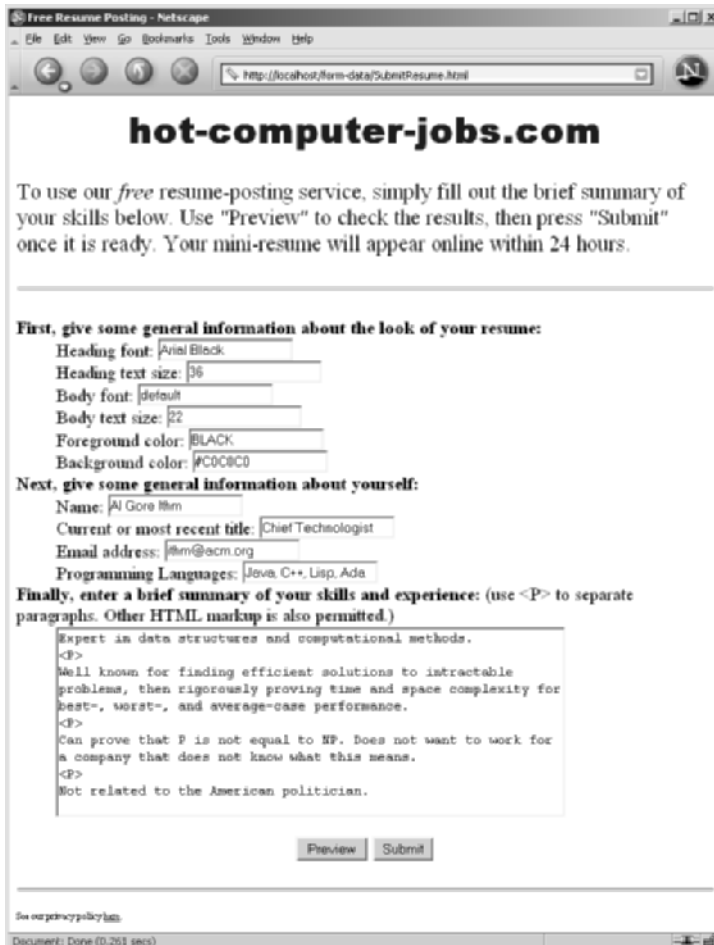 Free Resume Posting - Netscape
File Edit View Go Bookmarks Tools Window Help
http://localhost/form-data/SubmitResume.html
N
hot-computer-jobs.com
To use our free resume-posting service, simply fill out the brief summary of
your skills below. Use "Preview" to check the results, then press "Submit"
once it is ready. Your mini-resume will appear online within 24 hours.
First, give some general information about the look of your resume:
Heading font: Arial Black
Heading text size: 36
Body font: default
Body text size: 22
Foreground color: BLACK
Background color: #C0C0C0
Next, give some general information about yourself:
Name: Al Gore Ithm
Current or most recent title: Chief Technologist
Email address: ithm@acm.org
Programming Languages: Java, C++, Lisp, Ada
Finally, enter a brief summary of your skills and experience: (use <P> to separate
paragraphs. Other HTML markup is also permitted.)
Expert in data structures and computational methods.
<P>
Well known for finding efficient solutions to intractable
problems, then rigorously proving time and space complexity for
best-, worst-, and average-case performance.
<P>
Can prove that P is not equal to NP. Does not want to work for
a company that does not know what this means.
<P>
Not related to the American politician.
Preview Submit
See our privacy policy here.
Document: Done (0.261 secs)